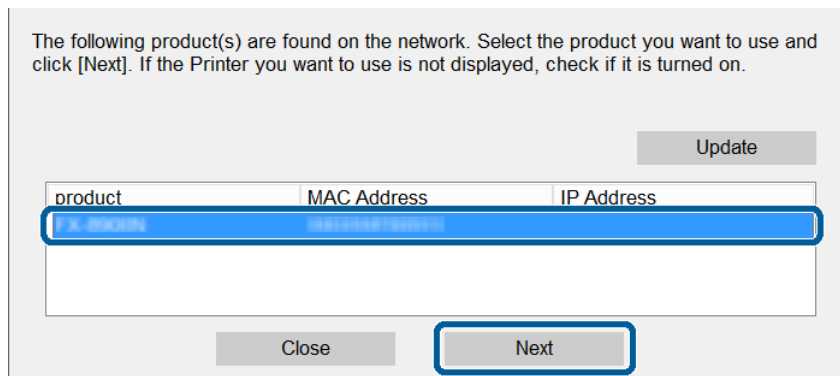 The following product(s) are found on the network. Select the product you want to use and
click [Next]. If the Printer you want to use is not displayed, check if it is turned on.
Update
product MAC Address IP Address
Close Next